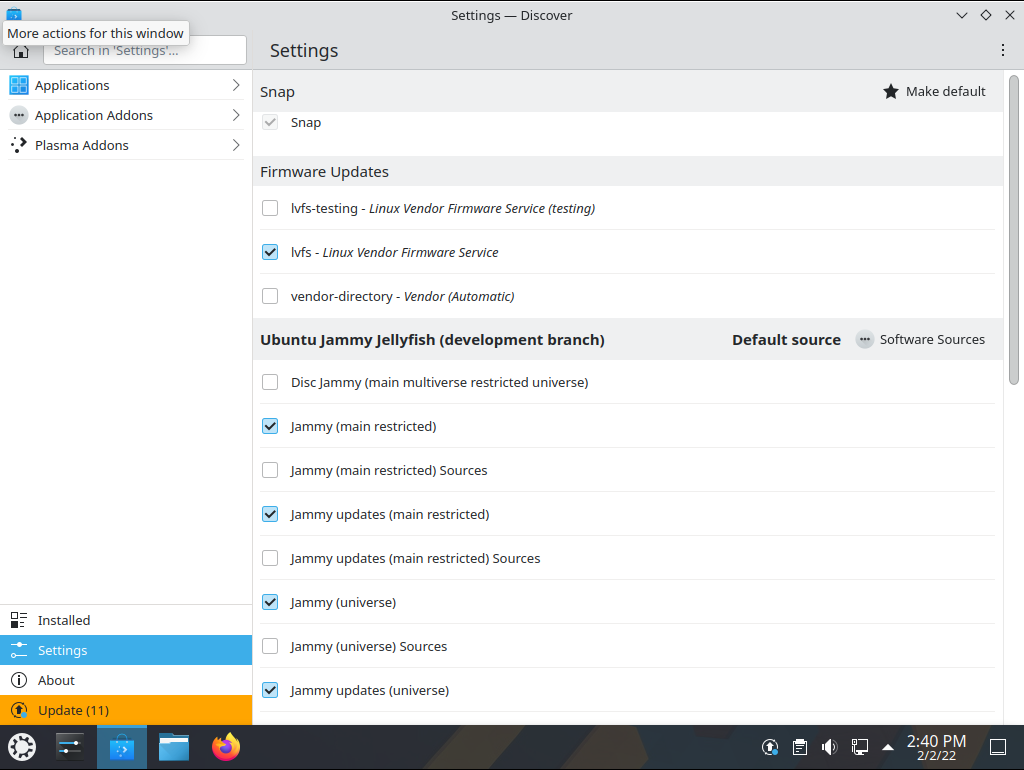 Settings — Discover
More actions for this window
Search in 'Settings'...
Settings
Applications
Application Addons
Plasma Addons
Snap
Make default
Snap
Firmware Updates
lvfs-testing - Linux Vendor Firmware Service (testing)
lvfs - Linux Vendor Firmware Service
vendor-directory - Vendor (Automatic)
Ubuntu Jammy Jellyfish (development branch)
Default source
Software Sources
Disc Jammy (main multiverse restricted universe)
Jammy (main restricted)
Jammy (main restricted) Sources
Jammy updates (main restricted)
Jammy updates (main restricted) Sources
Jammy (universe)
Jammy (universe) Sources
Jammy updates (universe)
Installed
Settings
About
Update (11)
2:40 PM
2/2/22